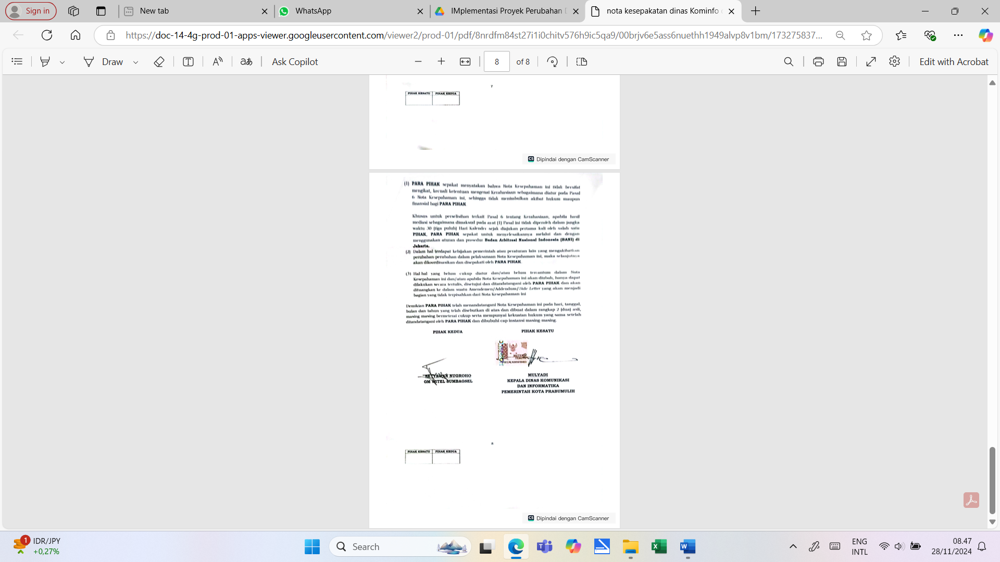 Sign in
New tab
WhatsApp
IMplementasi Proyek Perubahan D
nota kesepakatan dinas Kominfo d
https://doc-14-4g-prod-01-apps-viewer.googleusercontent.com/viewer2/prod-01/pdf/8nrdfm84st27i1i0chitv576h9ic5qa9/00brjv6e5ass6nuethh1949alvp8v1bm/173275837...
Draw
aあ
Ask Copilot
8 of 8
Edit with Acrobat
7
PIHAK KESATU PIHAK KEDUA
CS Dipindai dengan CamScanner
(1) PARA PIHAK sepakat menyatakan bahwa Nota Kesepahaman ini tidak bersifat
mengikat, kecuali ketentuan mengenai Kerahasiaan sebagaimana diatur pada Pasal
6 Nota Kesepahaman ini, sehingga tidak menimbulkan akibat hukum maupun
finansial bagi PARA PIHAK
Khusus untuk perselisihan terkait Pasal 6 tentang Kerahasiaan, apabila hasil
mediasi sebagaimana dimaksud pada ayat (1) Pasal ini tidak diperoleh dalam jangka
waktu 30 (tiga puluh) Hari Kalender sejak diajukan pertama kali oleh salah satu
PIHAK, PARA PIHAK sepakat untuk menyelesaikannya melalui dan dengan
menggunakan aturan dan prosedur Badan Arbitrasi Nasional Indonesia (BANI) di
Jakarta.
(2) Dalam hal terdapat kebijakan pemerintah atau peraturan lain yang mengakibatkan
perubahan-perubahan dalam pelaksanaan Nota Kesepahaman ini, maka selanjutnya
akan dikoordinasikan dan disepakati oleh PARA PIHAK
(3) Hal-hal yang belum cukup diatur dan/atau belum tercantum dalam Nota
Kesepahaman ini dan/atau apabila Nota Kesepahaman ini akan diubah, hanya dapat
dilakukan secara tertulis, disetujui dan ditandatangani oleh PARA PIHAK dan akan
dituangkan ke dalam suatu Amendemen/Addendum/Side Letter yang akan menjadi
bagian yang tidak terpisahkan dari Nota Kesepahaman ini
Demikian PARA PIHAK telah menandatangani Nota Kesepahaman ini pada hari, tanggal,
bulan dan tahun yang telah disebutkan di atas dan dibuat dalam rangkap 2 (dua) asli,
masing masing bermeterai cukup serta mempunyai kekuatan hukum yang sama setelah
ditandatangani oleh PARA PIHAK dan dibubuhi cap instansi masing-masing.
PIHAK KEDUA PIHAK KESATU
10000
METERAI
TEMPEL
SETYAWAN NUGROHO
GM WITEL SUMBAGSEL
MULYADI
KEPALA DINAS KOMUNIKASI
DAN INFORMATIKA
PEMERINTAH KOTA PRABUMULIH
8
PIHAK KESATU PIHAK KEDUA
CS Dipindai dengan CamScanner
1
IDR/JPY
+0,27%
Search
ENG
INTL
08.47
28/11/2024